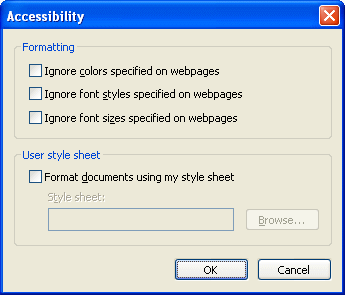 Accessibility
Formatting
Ignore colors specified on webpages
Ignore font styles specified on webpages
Ignore font sizes specified on webpages
User style sheet
Format documents using my style sheet
Style sheet:
Browse...
OK
Cancel